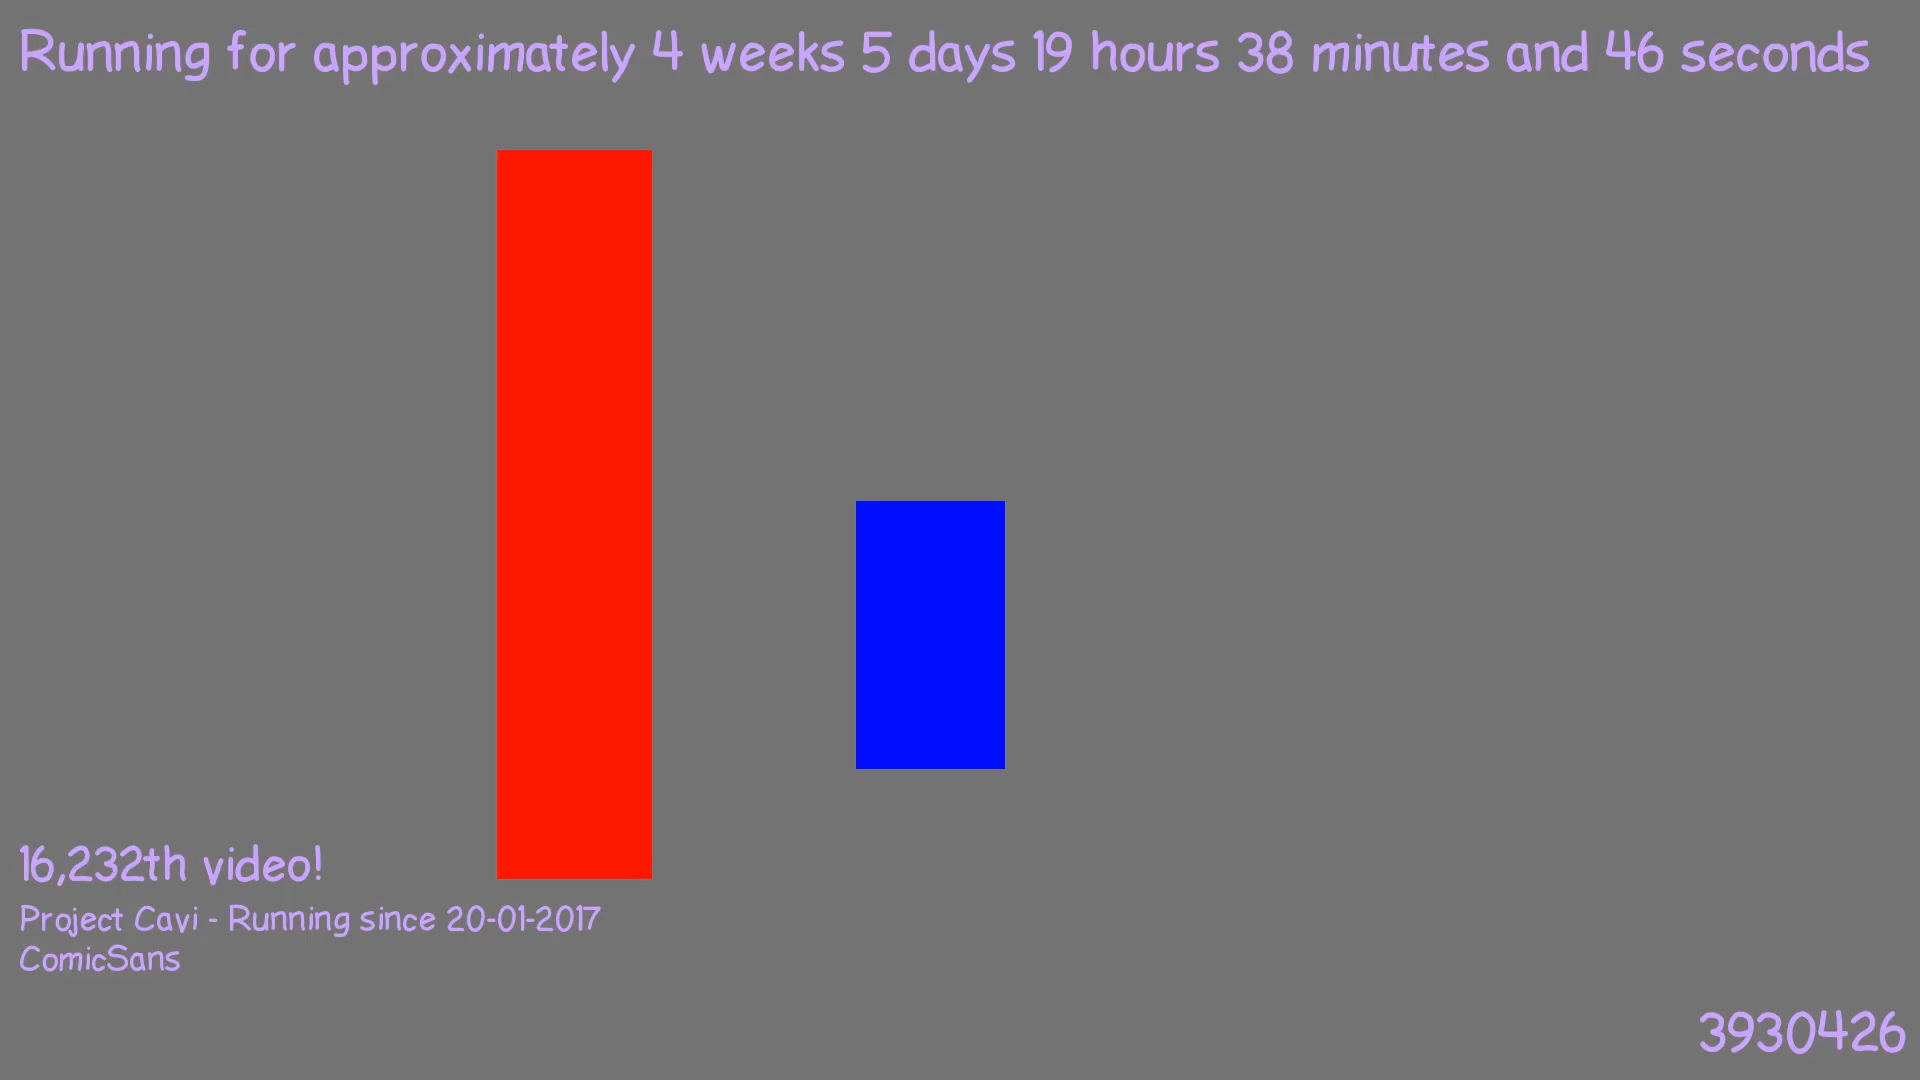 Running for approximately 4 weeks 5 days 19 hours 38 minutes and 46 seconds
16,232th video!
Project Cavi - Running since 20-01-2017
ComicSans
3930426